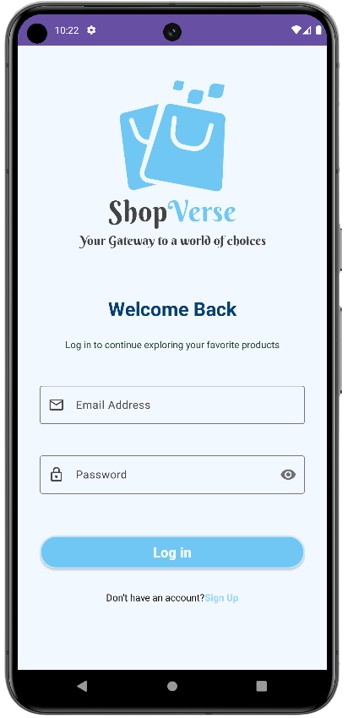 10:22
ShopVerse
Your Gateway to a world of choices
Welcome Back
Log in to continue exploring your favorite products
Email Address
Password
Log in
Don't have an account?Sign Up